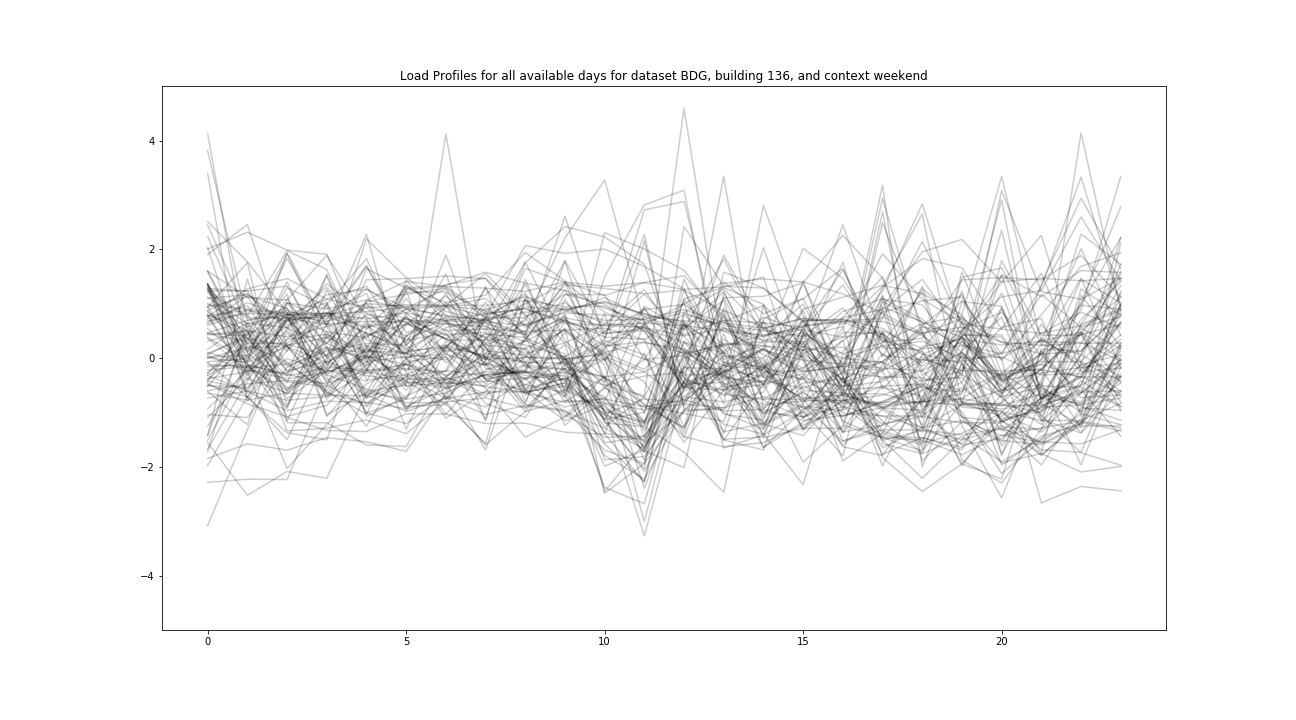 Load Profiles for all available days for dataset BDG, building 136, and context weekend
4
2
0
−2
−4
0 5 10 15 20